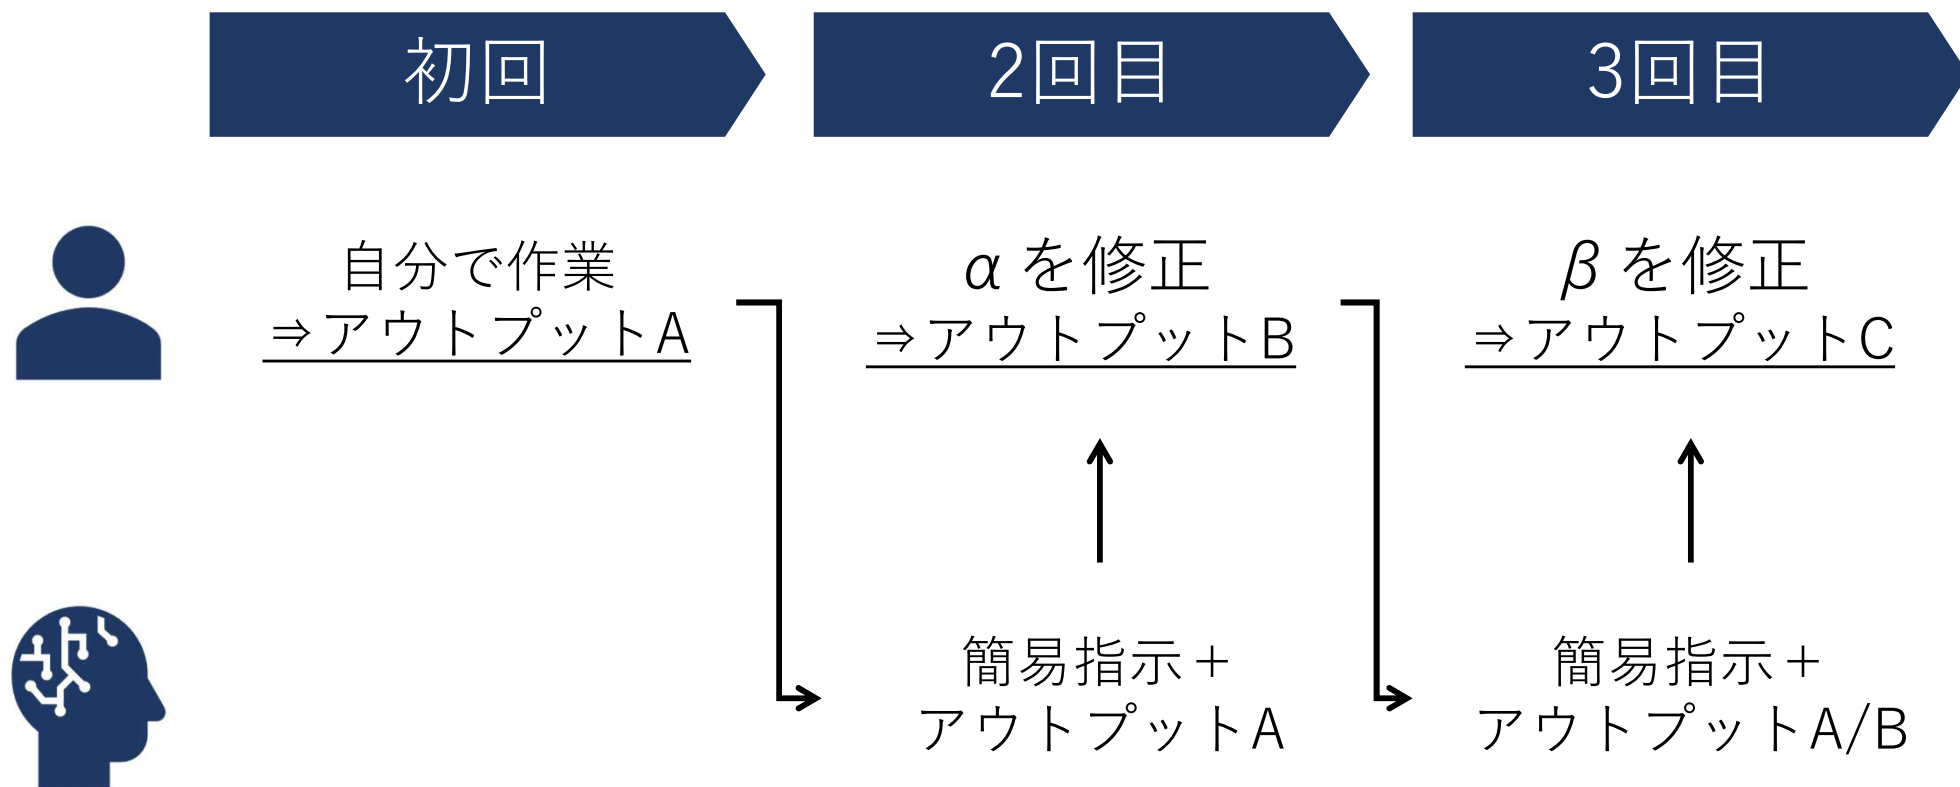 初回
2回目
3回目
自分で作業
⇒アウトプットA
αを修正
⇒アウトプットB
βを修正
⇒アウトプットC
簡易指示＋
アウトプットA
簡易指示＋
アウトプットA/B